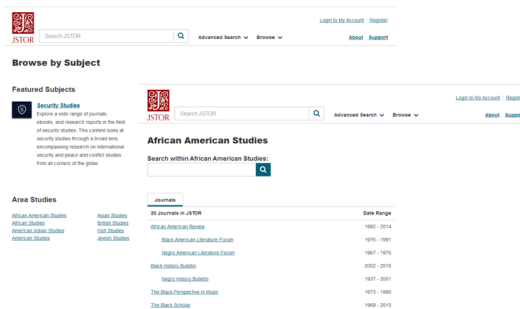 JSTOR
Search JSTOR
Advanced Search
Browse
Login to My Account
Register
About
Support
Browse by Subject
Featured Subjects
Security Studies
Explore a wide range of journals,
ebooks, and research reports in the field
of security studies. This content looks at
security studies through a broad lens,
encompassing research on international
security and peace and conflict studies
from all corners of the globe.
Area Studies
African American Studies
African Studies
American Indian Studies
American Studies
Asian Studies
British Studies
Irish Studies
Jewish Studies
JSTOR
Search JSTOR
Advanced Search
Browse
Login to My Account
Regist
About
Suppo
African American Studies
Search within African American Studies:
Journals
20 Journals in JSTOR Date Range
African American Review 1992 - 2014
Black American Literature Forum 1976 - 1991
Negro American Literature Forum 1967 - 1976
Black History Bulletin 2002 - 2018
Negro History Bulletin 1937 - 2001
The Black Perspective in Music 1973 - 1990
The Black Scholar 1969 - 2015